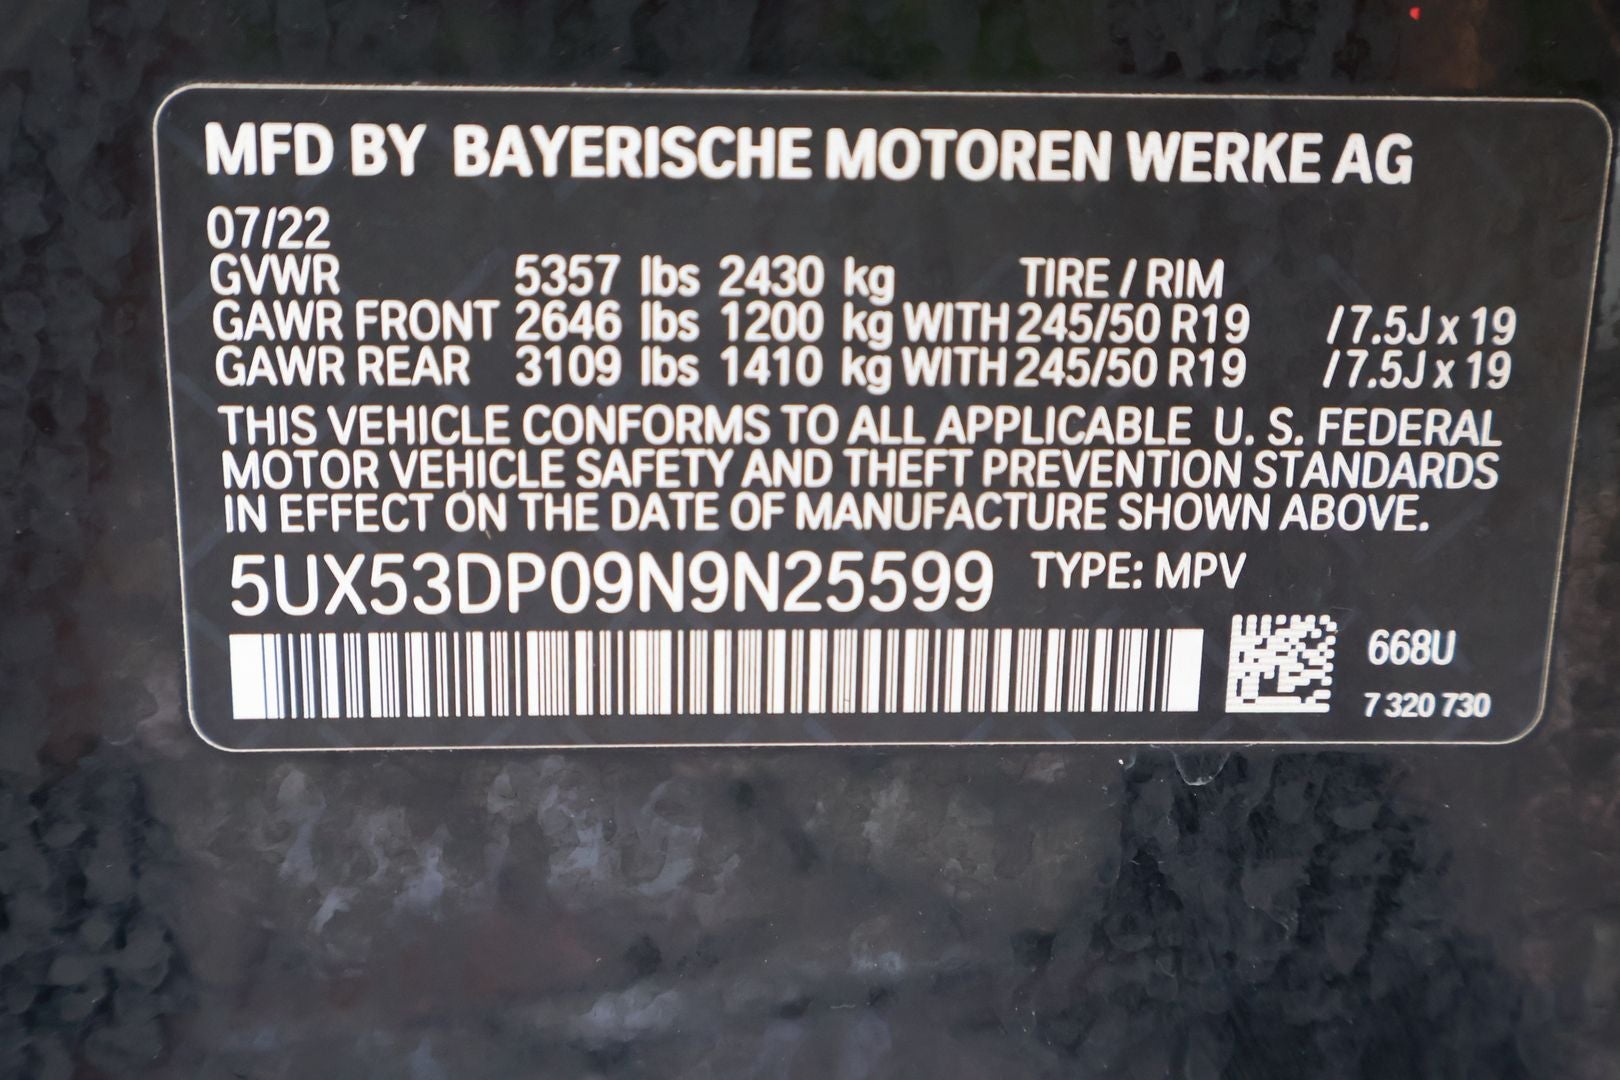 MFD BY BAYERISCHE MOTOREN WERKE AG
07/22
GVWR 5357 lbs 2430 kg TIRE / RIM
GAWR FRONT 2646 lbs 1200 kg WITH 245/50 R19 /7.5J x 19
GAWR REAR 3109 lbs 1410 kg WITH 245/50 R19 /7.5J x 19
THIS VEHICLE CONFORMS TO ALL APPLICABLE U. S. FEDERAL
MOTOR VEHICLE SAFETY AND THEFT PREVENTION STANDARDS
IN EFFECT ON THE DATE OF MANUFACTURE SHOWN ABOVE.
5UX53DP09N9N25599 TYPE: MPV
668U
7 320 730